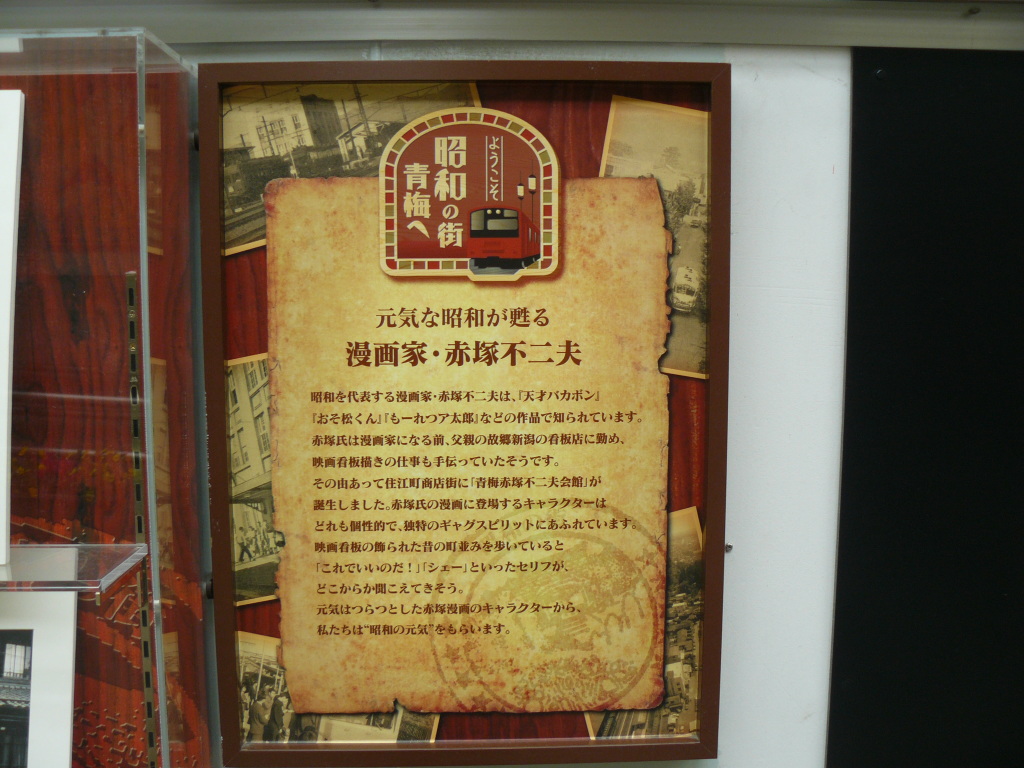 ようこそ
昭和の街
青梅へ
元気な昭和が甦る
漫画家・赤塚不二夫
昭和を代表する漫画家・赤塚不二夫は、『天才バカボン』
『おそ松くん』『もーれつア太郎』などの作品で知られています。
赤塚氏は漫画家になる前、父親の故郷新潟の看板店に勤め、
映画看板描きの仕事も手伝っていたそうです。
その由あって住江町商店街に「青梅赤塚不二夫会館」が
誕生しました。赤塚氏の漫画に登場するキャラクターは
どれも個性的で、独特のギャグスピリットにあふれています。
映画看板の飾られた昔の町並みを歩いていると
「これでいいのだ！」「シェー」といったセリフが、
どこからか聞こえてきそう。
元気はつらつとした赤塚漫画のキャラクターから、
私たちは“昭和の元気”をもらいます。